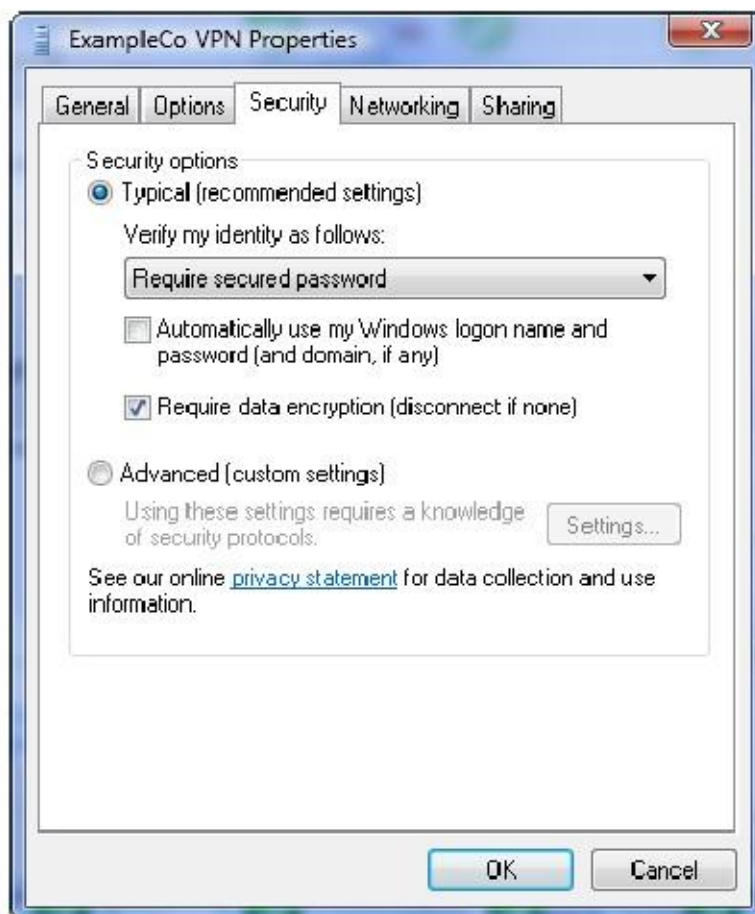 ExampleCo VPN Properties
X
General Options Security Networking Sharing
Security options
Typical (recommended settings)
Verify my identity as follows:
Require secured password
Automatically use my Windows logon name and
password (and domain, if any)
Require data encryption (disconnect if none)
Advanced (custom settings)
Using these settings requires a knowledge
of security protocols.
Settings...
See our online privacy statement for data collection and use
information.
OK Cancel